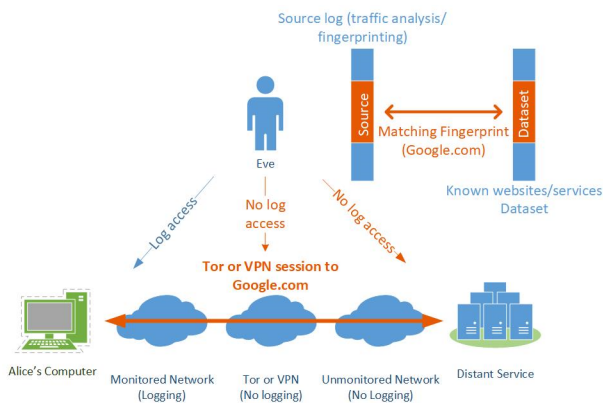 Source log (traffic analysis/
fingerprinting)
Source
Dataset
Matching Fingerprint
(Google.com)
Eve
Known websites/services
Dataset
Log access
No log
access
No log access
Tor or VPN session to
Google.com
Alice's Computer
Monitored Network
(Logging)
Tor or VPN
(No logging)
Unmonitored Network
(No Logging)
Distant Service